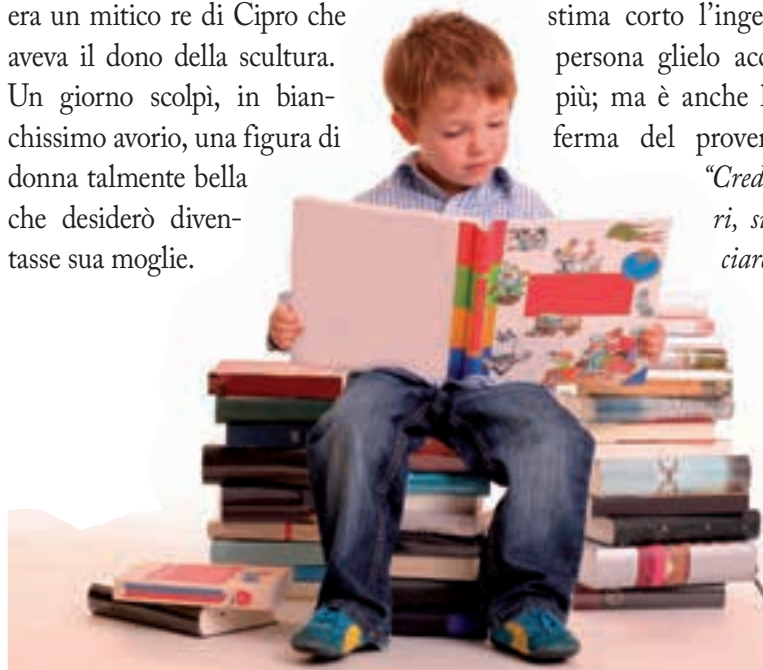 era un mitico re di Cipro che
aveva il dono della scultura.
Un giorno scolpì, in bian-
chissimo avorio, una figura di
donna talmente bella
che desiderò diven-
tasse sua moglie.
stima corto l’inge
persona glielo acc
più; ma è anche
ferma del prover
“Cred
ri, si
ciar